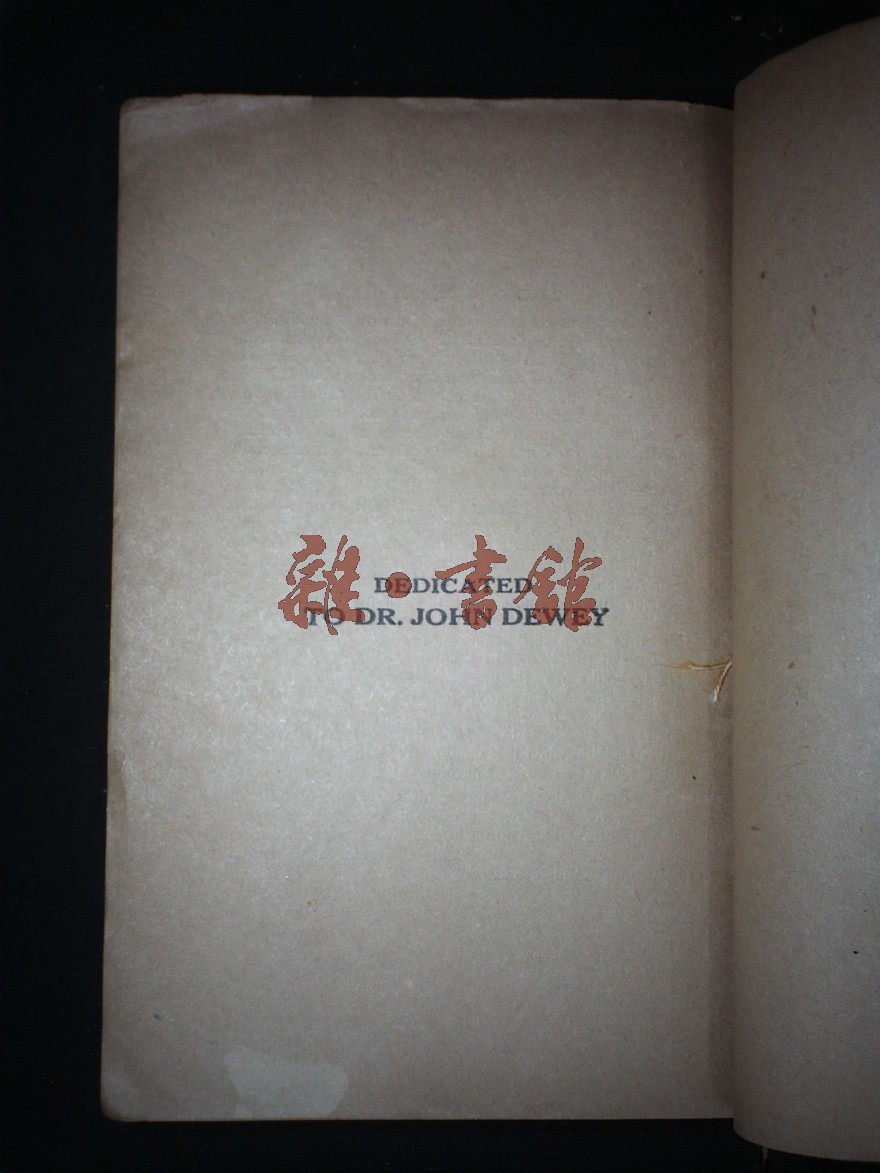 DEDICATED
TO DR. JOHN DEWEY
雜·書館